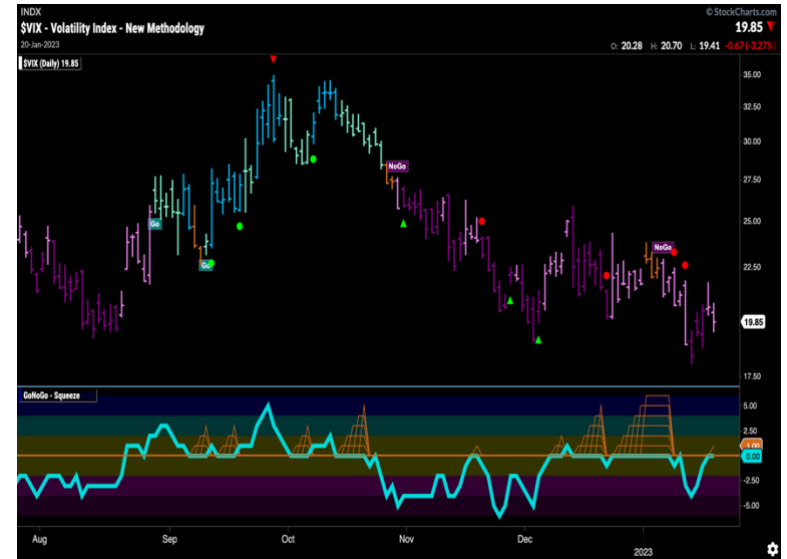 INDX
© StockCharts.com
$VIX - Volatility Index - New Methodology
19.85
20-Jan-2023
O: 20.28 H: 20.70 L: 19.41 -0.67 (-3.27%)
$VIX (Daily) 19.85
35.00
32.50
30.00
NoGo
27.50
Go
25.00
NoGo
Go
22.50
19.85
17.50
GoNoGo - Squeeze
5.00
2.50
1.00
0.00
-2.50
-5.00
Aug Sep Oct Nov Dec
2023